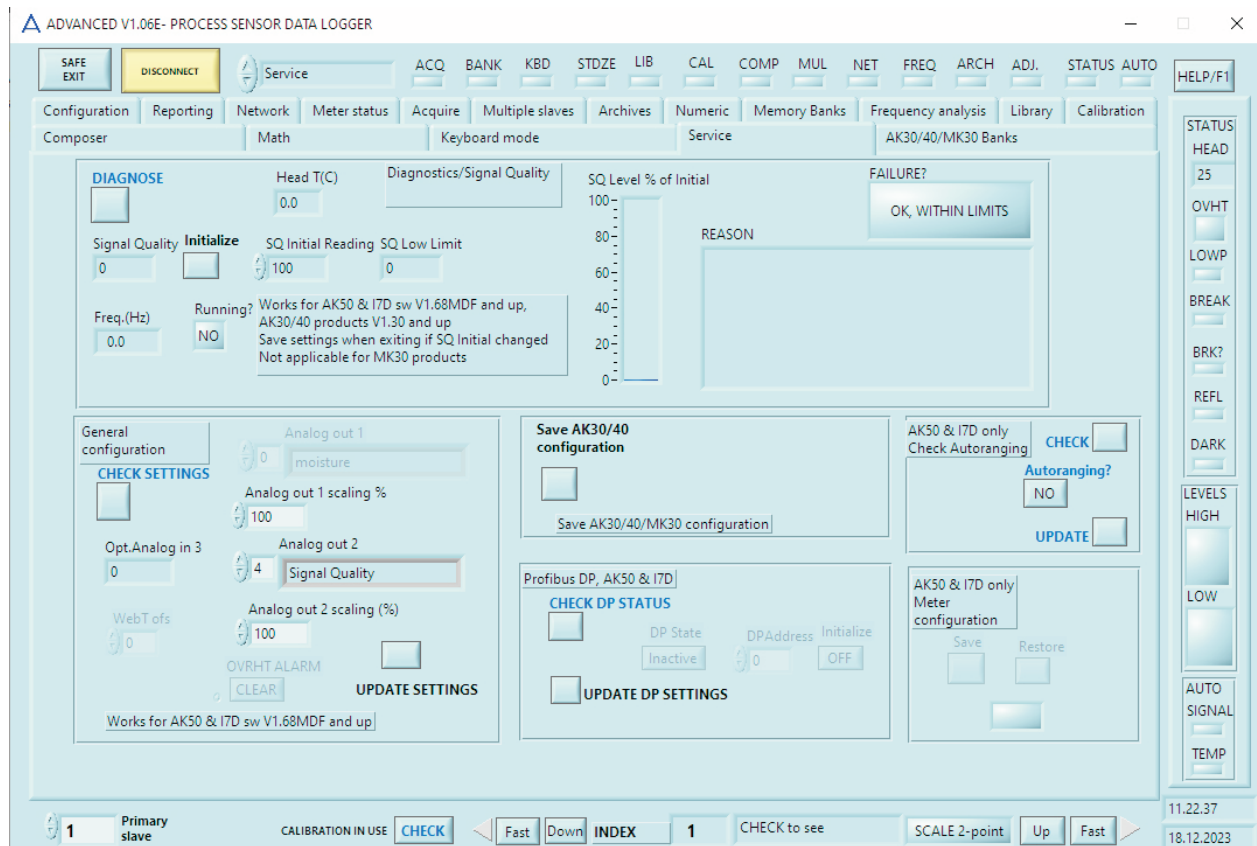 ADVANCED V1.06E- PROCESS SENSOR DATA LOGGER
SAFE
EXIT
DISCONNECT
Service
ACQ BANK KBD STDZE LIB CAL COMP MUL NET FREQ ARCH ADJ. STATUS AUTO
HELP/F1
Configuration Reporting Network Meter status Acquire Multiple slaves Archives Numeric Memory Banks Frequency analysis Library Calibration
Composer Math Keyboard mode Service AK30/40/MK30 Banks
DIAGNOSE
Head T(C)
0.0
Diagnostics/Signal Quality
Signal Quality
0
Initialize
SQ Initial Reading
100
SQ Low Limit
0
Freq.(Hz)
0.0
Running?
NO
Works for AK50 & I7D sw V1.68MDF and up,
AK30/40 products V1.30 and up
Save settings when exiting if SQ Initial changed
Not applicable for MK30 products
SQ Level % of Initial
100
80
60
40
20
0
FAILURE?
OK, WITHIN LIMITS
REASON
General
configuration
CHECK SETTINGS
Analog out 1
0 moisture
Analog out 1 scaling %
100
Opt.Analog in 3
0
Analog out 2
4 Signal Quality
WebT ofs
0
Analog out 2 scaling (%)
100
OVRHT ALARM
CLEAR
UPDATE SETTINGS
Works for AK50 & I7D sw V1.68MDF and up
Save AK30/40
configuration
Save AK30/40/MK30 configuration
Profibus DP, AK50 & I7D
CHECK DP STATUS
DP State
Inactive
DPAddress
0
Initialize
OFF
UPDATE DP SETTINGS
AK50 & I7D only
Check Autoranging
CHECK
Autoranging?
NO
UPDATE
AK50 & I7D only
Meter
configuration
Save Restore
STATUS
HEAD
25
OVHT
LOWP
BREAK
BRK?
REFL
DARK
LEVELS
HIGH
LOW
AUTO
SIGNAL
TEMP
1
Primary
slave
CALIBRATION IN USE CHECK
Fast Down INDEX 1 CHECK to see SCALE 2-point Up Fast
11.22.37
18.12.2023